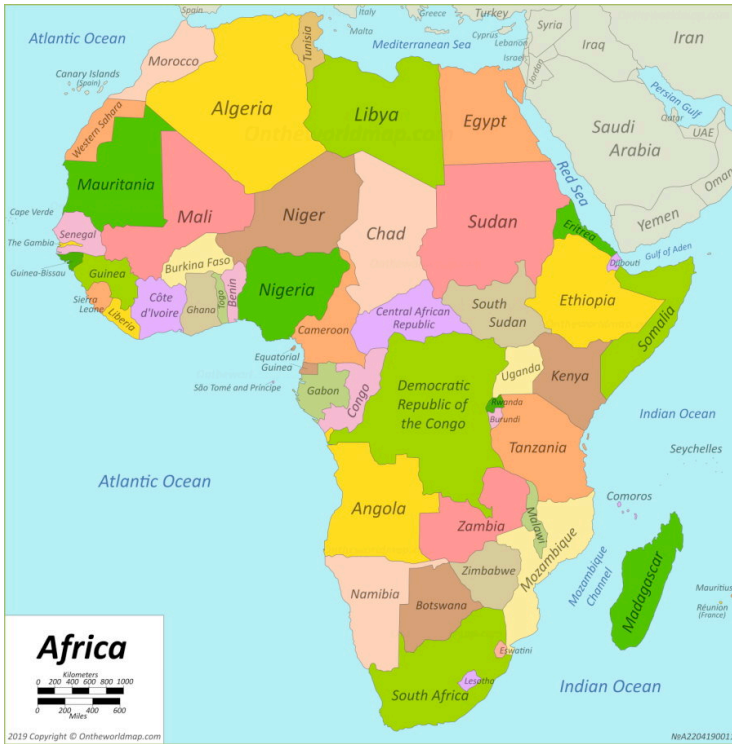 Spain
Italy
Greece
Turkey
Malta
Cyprus
Syria
Lebanon
Israel
Jordan
Iraq
Iran
Atlantic Ocean
Mediterranean Sea
Canary Islands
(Spain)
Morocco
Tunisia
Algeria
Libya
Egypt
Persian Gulf
Qatar
UAE
Saudi
Arabia
Oman
Yemen
Red Sea
Gulf of Aden
Ontheworldmap.com
Western Sahara
Mauritania
Mali
Niger
Chad
Sudan
Eritrea
Djibouti
Cape Verde
Senegal
The Gambia
Guinea-Bissau
Guinea
Sierra
Leone
Liberia
Côte
d'Ivoire
Burkina Faso
Ghana
Togo
Benin
Nigeria
Cameroon
Central African
Republic
South
Sudan
Ethiopia
Somalia
Equatorial
Guinea
São Tomé and Príncipe
Gabon
Congo
Democratic
Republic of
the Congo
Uganda
Kenya
Rwanda
Burundi
Tanzania
Indian Ocean
Seychelles
Atlantic Ocean
Angola
Zambia
Malawi
Mozambique
Comoros
Mozambique
Channel
Madagascar
Mauritius
Réunion
(France)
Namibia
Botswana
Zimbabwe
South Africa
Eswatini
Lesotho
Indian Ocean
Africa
Kilometers
0 200 400 600 800 1000
0 200 400 600
Miles
2019 Copyright © Ontheworldmap.com